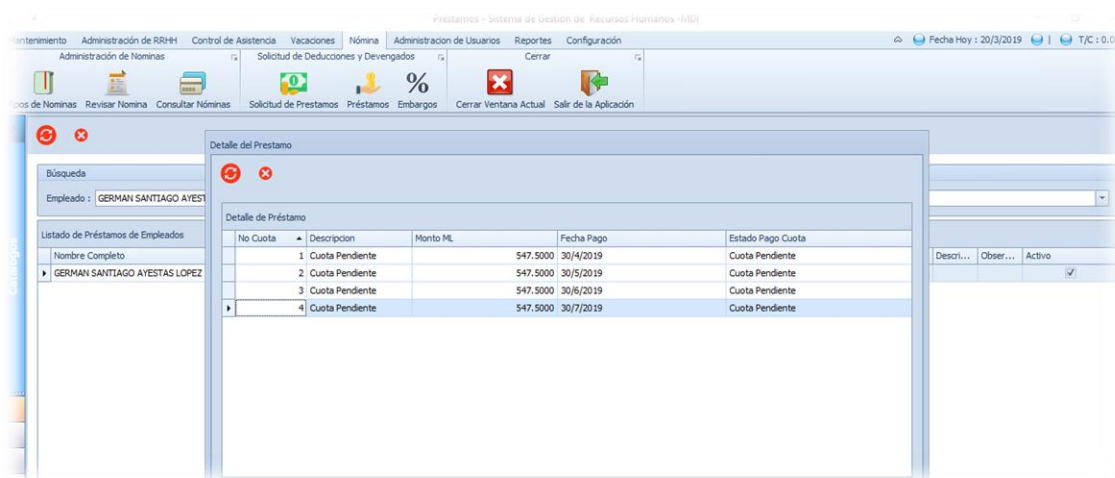 Prestamos - Sistema de Gestión de Recursos Humanos -MDI
Administración de RRHH Control de Asistencia Vacaciones Nómina Administracion de Usuarios Reportes Configuración Fecha Hoy : 20/3/2019 | T/C : 0.0
Administración de Nominas Solicitud de Deducciones y Devengados Cerrar
de Nominas Revisar Nomina Consultar Nóminas Solicitud de Prestamos Préstamos Embargos Cerrar Ventana Actual Salir de la Aplicación
Detalle del Prestamo
Búsqueda
Empleado : GERMAN SANTIAGO AYEST
Detalle de Préstamo
Listado de Préstamos de Empleados
No Cuota Descripcion Monto ML Fecha Pago Estado Pago Cuota
Nombre Completo Descri... Obser... Activo
1 Cuota Pendiente 547.5000 30/4/2019 Cuota Pendiente
GERMAN SANTIAGO AYESTAS LOPEZ
2 Cuota Pendiente 547.5000 30/5/2019 Cuota Pendiente
3 Cuota Pendiente 547.5000 30/6/2019 Cuota Pendiente
4 Cuota Pendiente 547.5000 30/7/2019 Cuota Pendiente